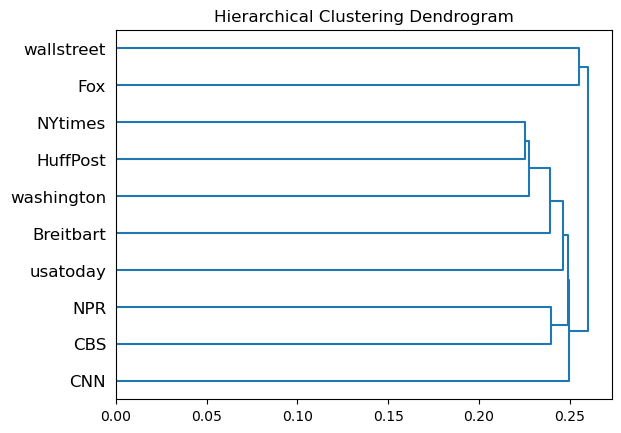 Hierarchical Clustering Dendrogram
wallstreet
Fox
NYtimes
HuffPost
washington
Breitbart
usatoday
NPR
CBS
CNN
0.00 0.05 0.10 0.15 0.20 0.25